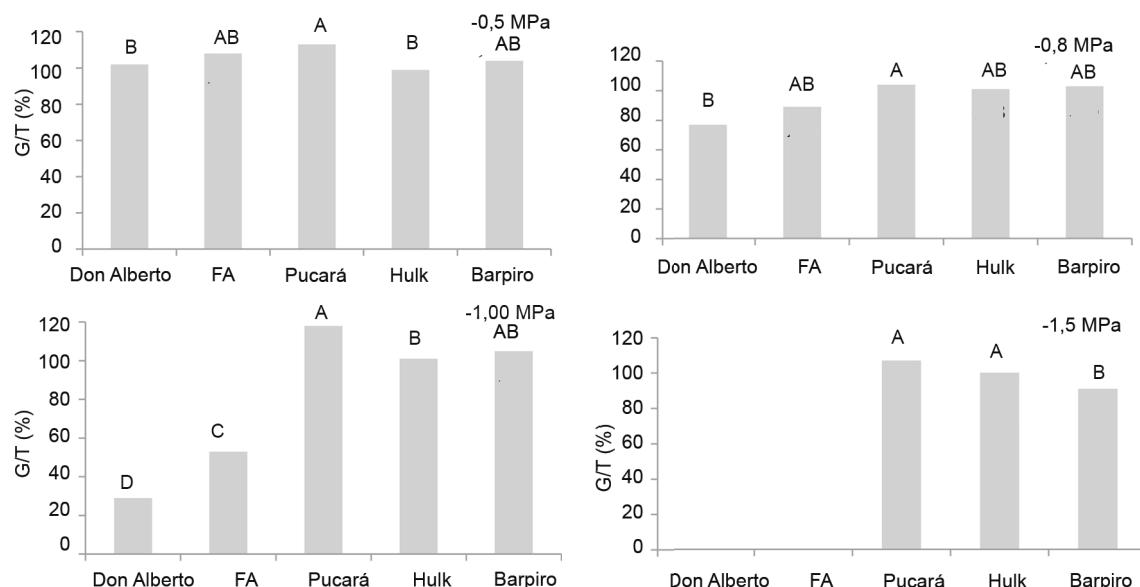 -0,5 MPa
120
100
80
60
40
20
0
G/T (%)
B
AB
A
B
AB
Don Alberto FA Pucará Hulk Barpiro
-0,8 MPa
120
100
80
60
40
20
0
G/T (%)
B
AB
A
AB
AB
Don Alberto FA Pucará Hulk Barpiro
-1,00 MPa
120
100
80
60
40
20
0
G/T (%)
D
C
A
B
AB
Don Alberto FA Pucará Hulk Barpiro
-1,5 MPa
120
100
80
60
40
20
0
G/T (%)
A
A
B
Don Alberto FA Pucará Hulk Barpiro